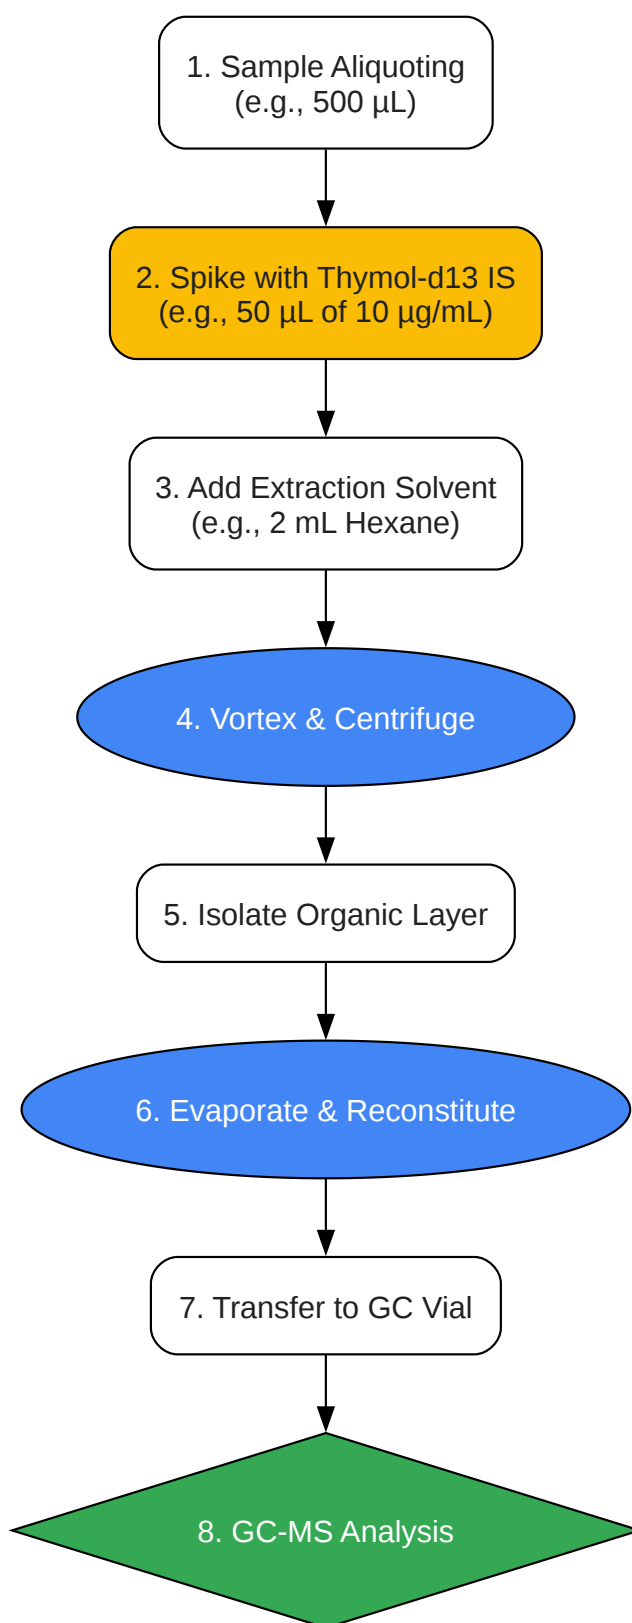 1. Sample Aliquoting
(e.g., 500 µL)
2. Spike with Thymol-d13 IS
(e.g., 50 µL of 10 µg/mL)
3. Add Extraction Solvent
(e.g., 2 mL Hexane)
4. Vortex & Centrifuge
5. Isolate Organic Layer
6. Evaporate & Reconstitute
7. Transfer to GC Vial
8. GC-MS Analysis